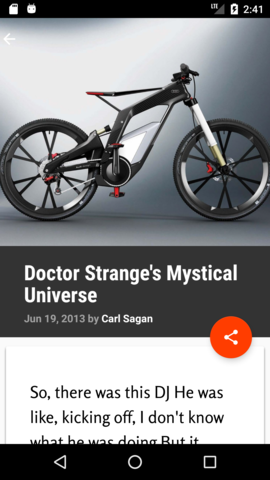 LTE 2:41
Doctor Strange's Mystical
Universe
Jun 19, 2013 by Carl Sagan
So, there was this DJ He was
like, kicking off, I don't know
what he was doing But it